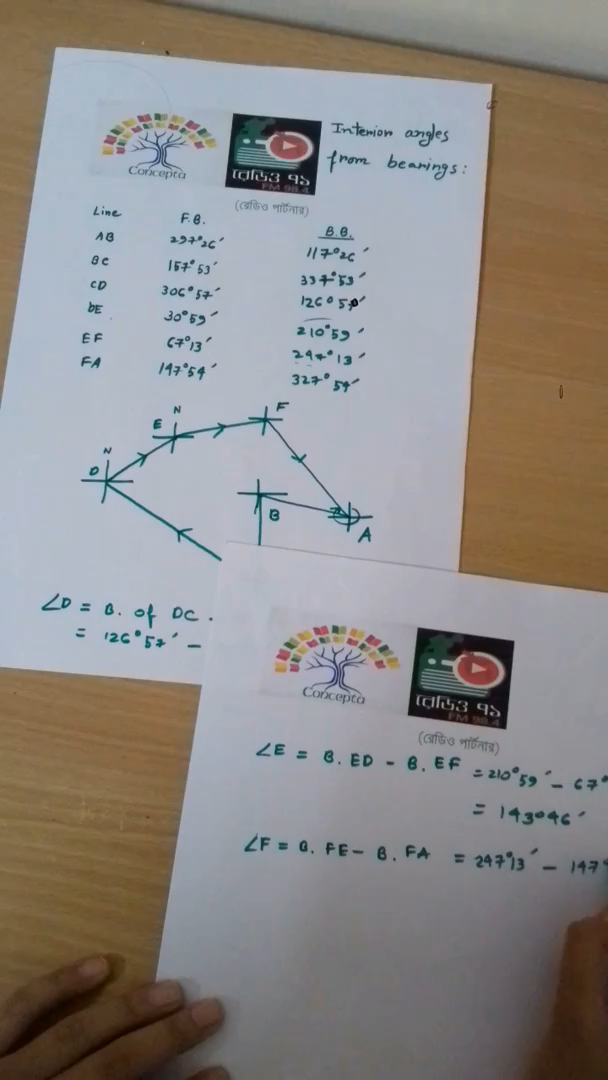 Interior angles
from bearings:
Concepta
রেডিও ৭১
FM 98.4
(রেডিও পার্টনার)
Line F.B. B.B.
AB 297°26′ 117°26′
BC 157°53′ 337°53′
CD 306°57′ 126°57′
DE 30°59′ 210°59′
EF 67°13′ 247°13′
FA 147°54′ 327°54′
N
E
F
N
D
B
A
∠D = B. of DC
= 126°57′ –
Concepta
রেডিও ৭১
FM 98.4
(রেডিও পার্টনার)
∠E = B. ED – B. EF = 210°59′ – 67°
= 143°46′
∠F = B. FE – B. FA = 247°13′ – 147°